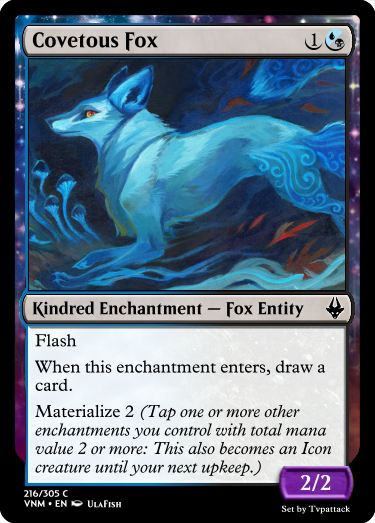 Covetous Fox 1
Kindred Enchantment — Fox Entity
Flash
When this enchantment enters, draw a
card.
Materialize 2 (Tap one or more other
enchantments you control with total mana
value 2 or more: This also becomes an Icon
creature until your next upkeep.)
2/2
216/305 C
VNM • EN UlaFish
Set by Tvpattack